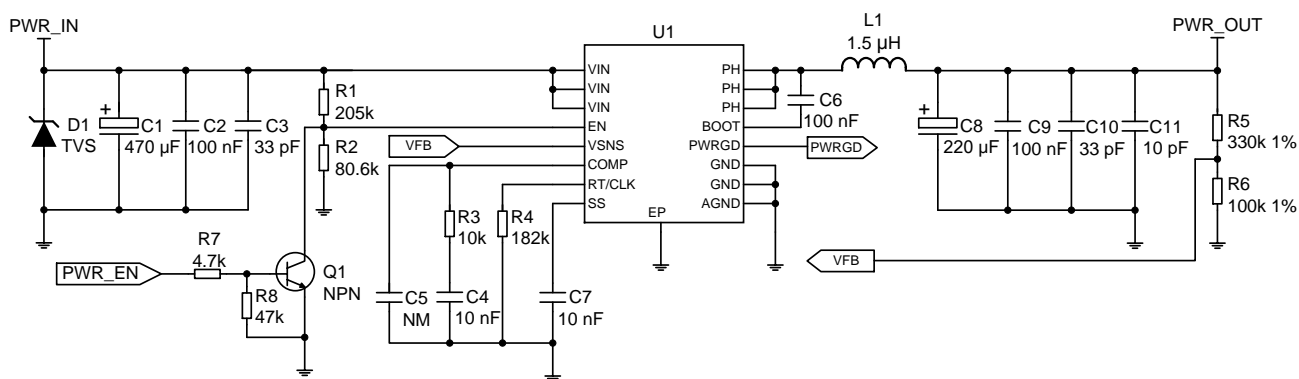 PWR_IN
D1
TVS
C1
470 µF
C2
100 nF
C3
33 pF
R1
205k
R2
80.6k
PWR_EN
R7
4.7k
R8
47k
Q1
NPN
VFB
C5
NM
R3
10k
C4
10 nF
R4
182k
C7
10 nF
U1
VIN
VIN
VIN
EN
VSNS
COMP
RT/CLK
SS
EP
PH
PH
PH
BOOT
PWRGD
GND
GND
AGND
C6
100 nF
PWRGD
L1
1.5 µH
PWR_OUT
C8
220 µF
C9
100 nF
C10
33 pF
C11
10 pF
R5
330k 1%
R6
100k 1%
VFB